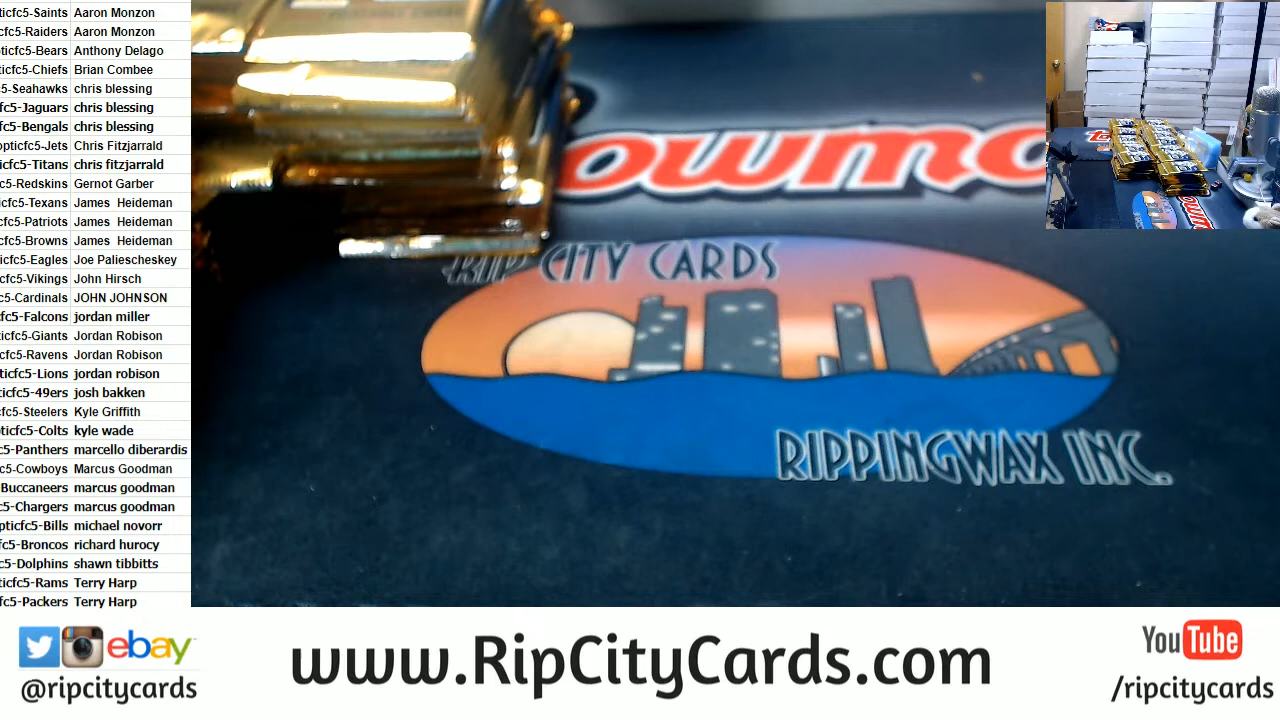 ticfc5-Saints Aaron Monzon
cfc5-Raiders Aaron Monzon
pticfc5-Bears Anthony Delago
ticfc5-Chiefs Brian Combee
fc5-Seahawks chris blessing
fc5-Jaguars chris blessing
fc5-Bengals chris blessing
opticfc5-Jets Chris Fitzjarrald
ticfc5-Titans chris fitzjarrald
fc5-Redskins Gernot Garber
fc5-Texans James Heideman
cfc5-Patriots James Heideman
fc5-Browns James Heideman
ticfc5-Eagles Joe Paliescheskey
icfc5-Vikings John Hirsch
c5-Cardinals JOHN JOHNSON
cfc5-Falcons jordan miller
ticfc5-Giants Jordan Robison
icfc5-Ravens Jordan Robison
ticfc5-Lions jordan robison
ticfc5-49ers josh bakken
cfc5-Steelers Kyle Griffith
pticfc5-Colts kyle wade
5-Panthers marcello diberardis
c5-Cowboys Marcus Goodman
Buccaneers marcus goodman
c5-Chargers marcus goodman
pticfc5-Bills michael novorr
fc5-Broncos richard hurocy
c5-Dolphins shawn tibbitts
ticfc5-Rams Terry Harp
fc5-Packers Terry Harp
owmo
RIP CITY CARDS
RIPPINGWAX INC.
ebay
@ripcitycards
www.RipCityCards.com
YouTube
/ripcitycards